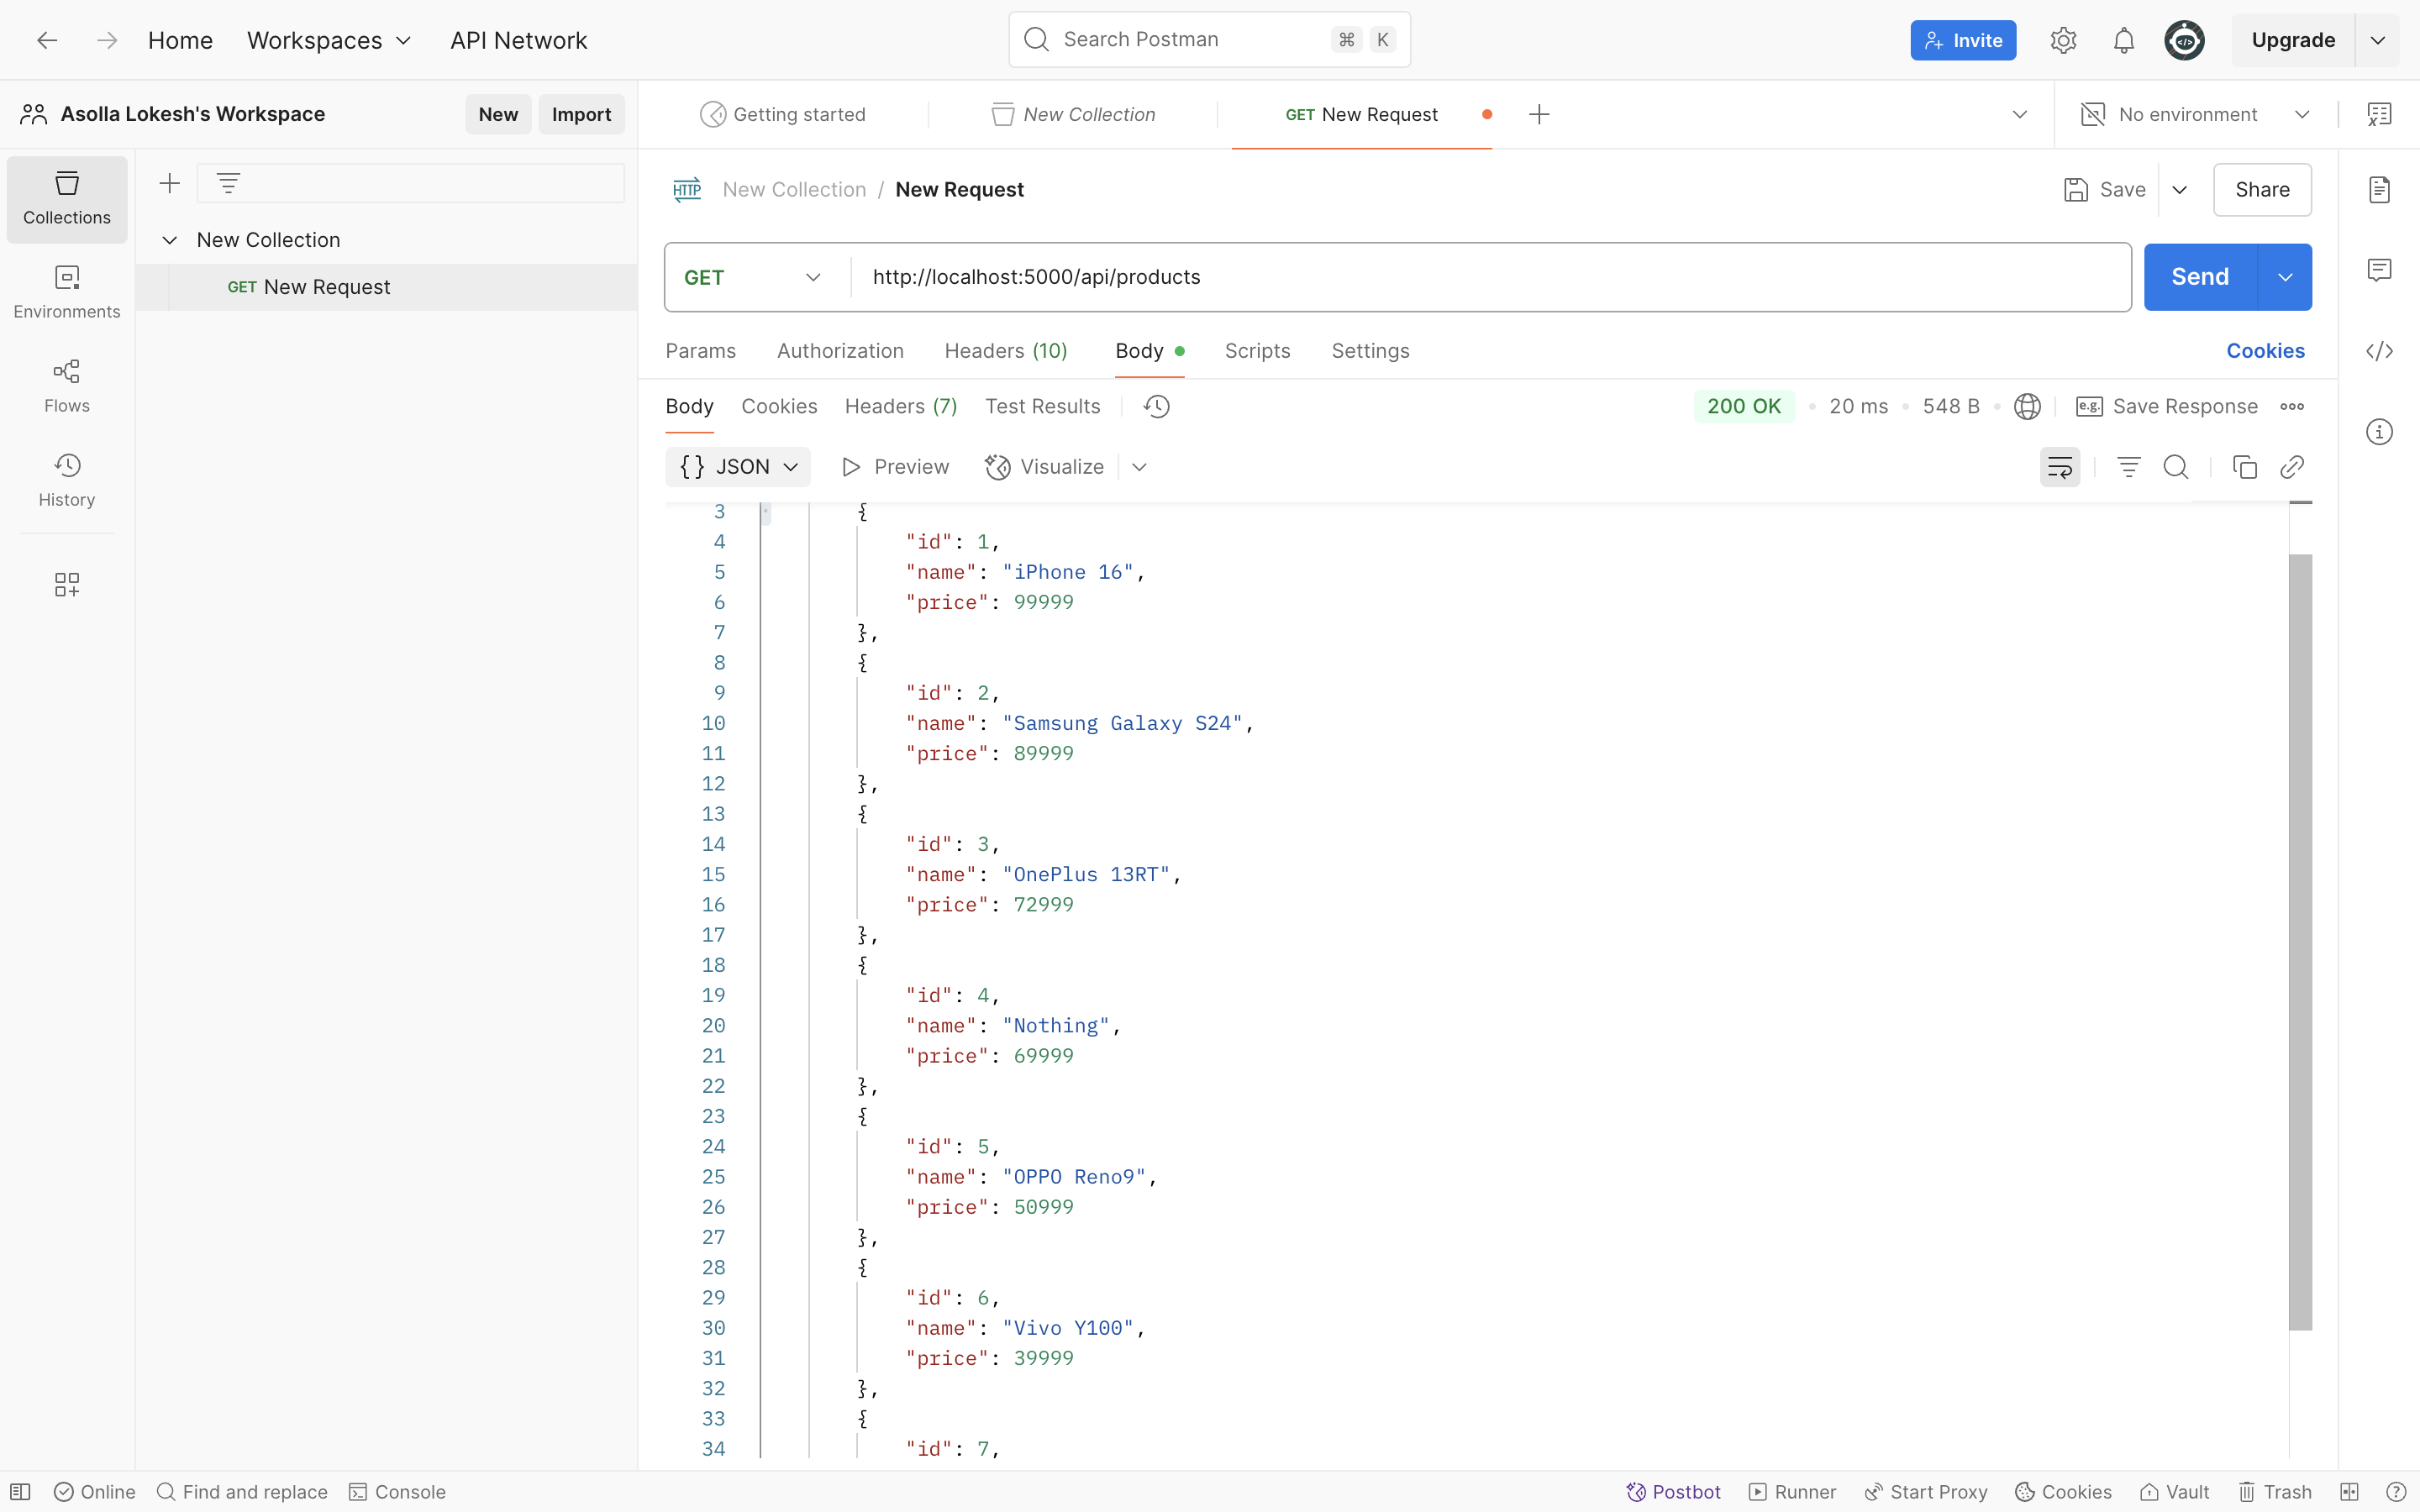 Home
Workspaces
API Network
Search Postman
⌘ K
Invite
Upgrade
Asolla Lokesh's Workspace
New
Import
Getting started
New Collection
GET New Request
No environment
Collections
Environments
Flows
History
New Collection
GET New Request
HTTP New Collection / New Request
Save
Share
GET
http://localhost:5000/api/products
Send
Params
Authorization
Headers (10)
Body
Scripts
Settings
Cookies
Body
Cookies
Headers (7)
Test Results
200 OK
20 ms
548 B
e.g. Save Response
{} JSON
Preview
Visualize
3 {
4 "id": 1,
5 "name": "iPhone 16",
6 "price": 99999
7 },
8 {
9 "id": 2,
10 "name": "Samsung Galaxy S24",
11 "price": 89999
12 },
13 {
14 "id": 3,
15 "name": "OnePlus 13RT",
16 "price": 72999
17 },
18 {
19 "id": 4,
20 "name": "Nothing",
21 "price": 69999
22 },
23 {
24 "id": 5,
25 "name": "OPPO Reno9",
26 "price": 50999
27 },
28 {
29 "id": 6,
30 "name": "Vivo Y100",
31 "price": 39999
32 },
33 {
34 "id": 7,
Online
Find and replace
Console
Postbot
Runner
Start Proxy
Cookies
Vault
Trash